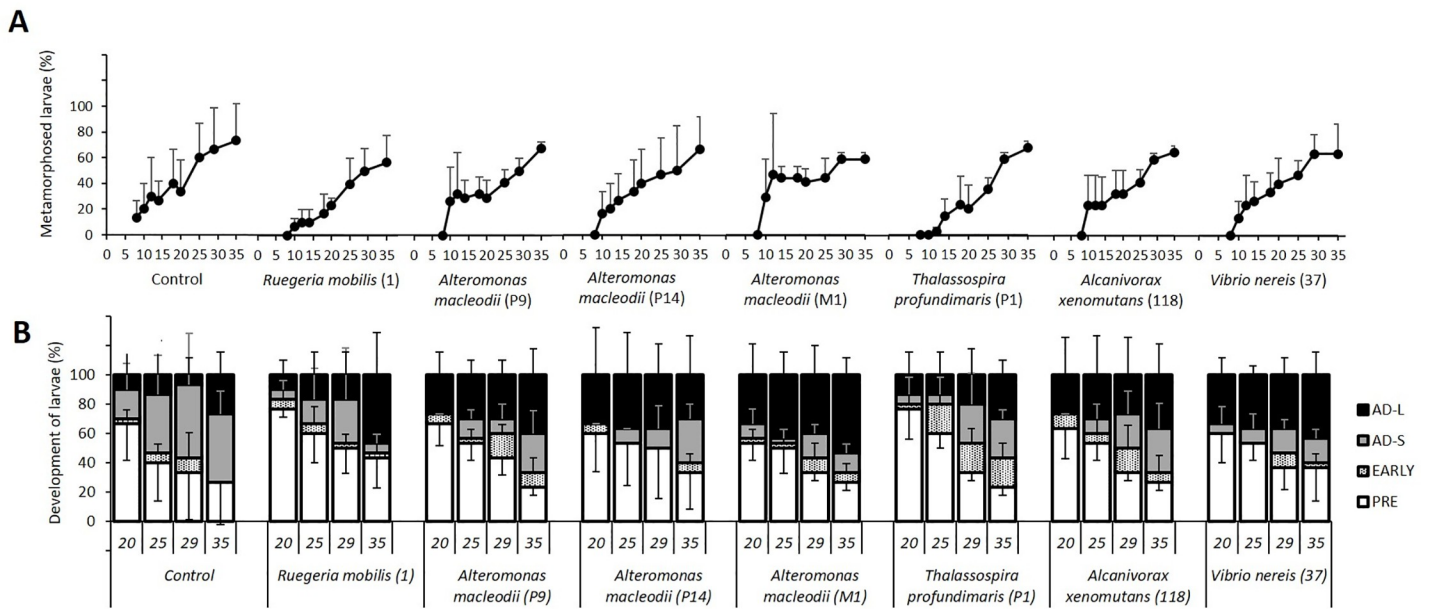 A
Metamorphosed larvae (%)
100
80
60
40
20
0
0 5 10 15 20 25 30 35 0 5 10 15 20 25 30 35 0 5 10 15 20 25 30 35 0 5 10 15 20 25 30 35 0 5 10 15 20 25 30 35 0 5 10 15 20 25 30 35 0 5 10 15 20 25 30 35 0 5 10 15 20 25 30 35
Control
Ruegeria mobilis (1)
Alteromonas
macleodii (P9)
Alteromonas
macleodii (P14)
Alteromonas
macleodii (M1)
Thalassospira
profundimaris (P1)
Alcanivorax
xenomutans (118)
Vibrio nereis (37)
B
Development of larvae (%)
100
80
60
40
20
0
AD-L
AD-S
EARLY
PRE
20 25 29 35 20 25 29 35 20 25 29 35 20 25 29 35 20 25 29 35 20 25 29 35 20 25 29 35 20 25 29 35
Control
Ruegeria mobilis (1)
Alteromonas
macleodii (P9)
Alteromonas
macleodii (P14)
Alteromonas
macleodii (M1)
Thalassospira
profundimaris (P1)
Alcanivorax
xenomutans (118)
Vibrio nereis (37)